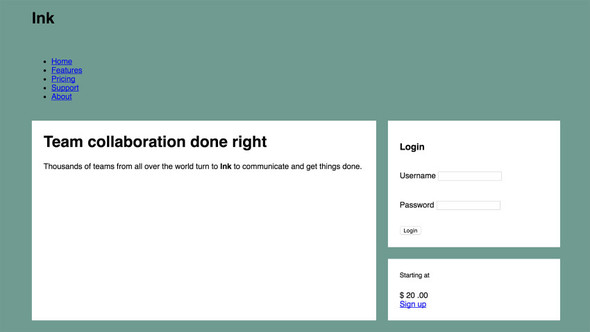 Ink
Home
Features
Pricing
Support
About
Team collaboration done right
Thousands of teams from all over the world turn to Ink to communicate and get things done.
Login
Username
Password
Login
Starting at
$ 20 .00
Sign up